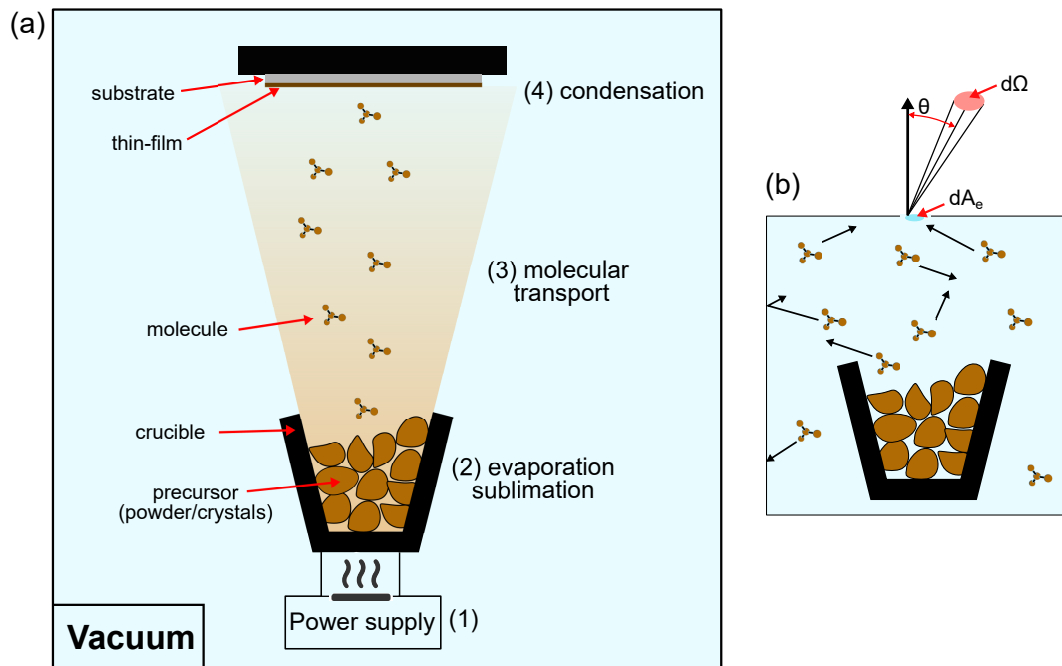 (a)
substrate
thin-film
(4) condensation
(3) molecular
transport
molecule
crucible
precursor
(powder/crystals)
(2) evaporation
sublimation
Power supply
(1)
Vacuum
(b)
θ
dΩ
dAₑ